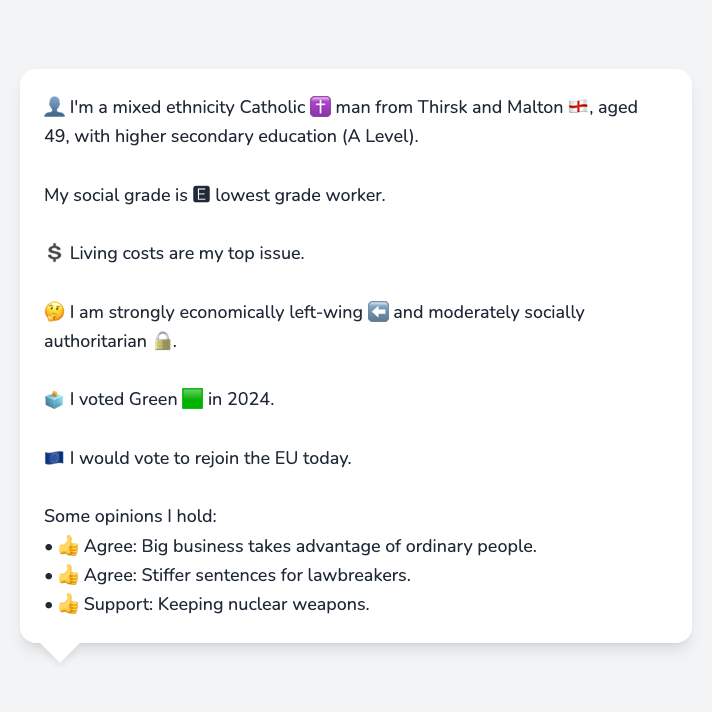 👤 I'm a mixed ethnicity Catholic ✝️ man from Thirsk and Malton 🏴󠁧󠁢󠁥󠁮󠁧󠁿, aged
49, with higher secondary education (A Level).
My social grade is 🅴 lowest grade worker.
💲 Living costs are my top issue.
🤔 I am strongly economically left-wing ⬅️ and moderately socially
authoritarian 🔒.
🗳️ I voted Green 🟩 in 2024.
🇪🇺 I would vote to rejoin the EU today.
Some opinions I hold:
• 👍 Agree: Big business takes advantage of ordinary people.
• 👍 Agree: Stiffer sentences for lawbreakers.
• 👍 Support: Keeping nuclear weapons.